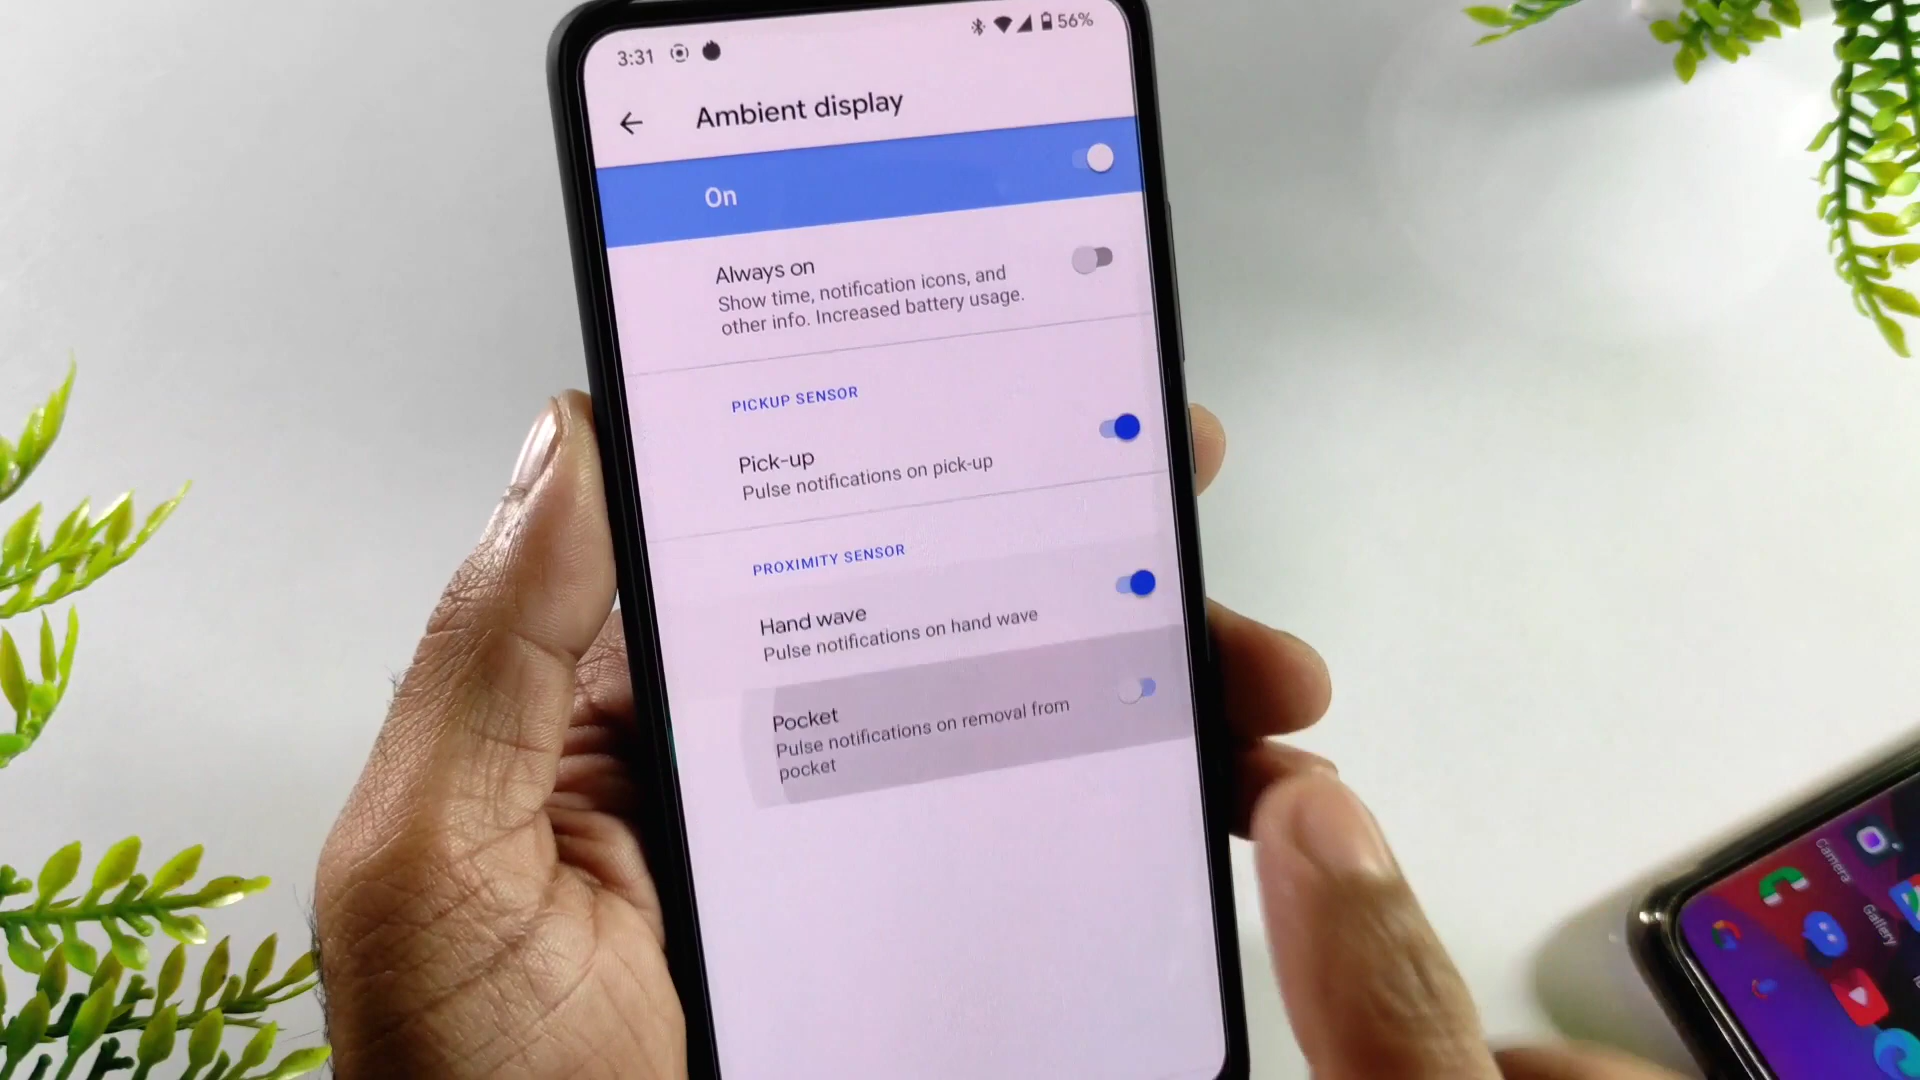 3:31
56%
Ambient display
On
Always on
Show time, notification icons, and
other info. Increased battery usage.
PICKUP SENSOR
Pick-up
Pulse notifications on pick-up
PROXIMITY SENSOR
Hand wave
Pulse notifications on hand wave
Pocket
Pulse notifications on removal from
pocket
Camera
Gallery